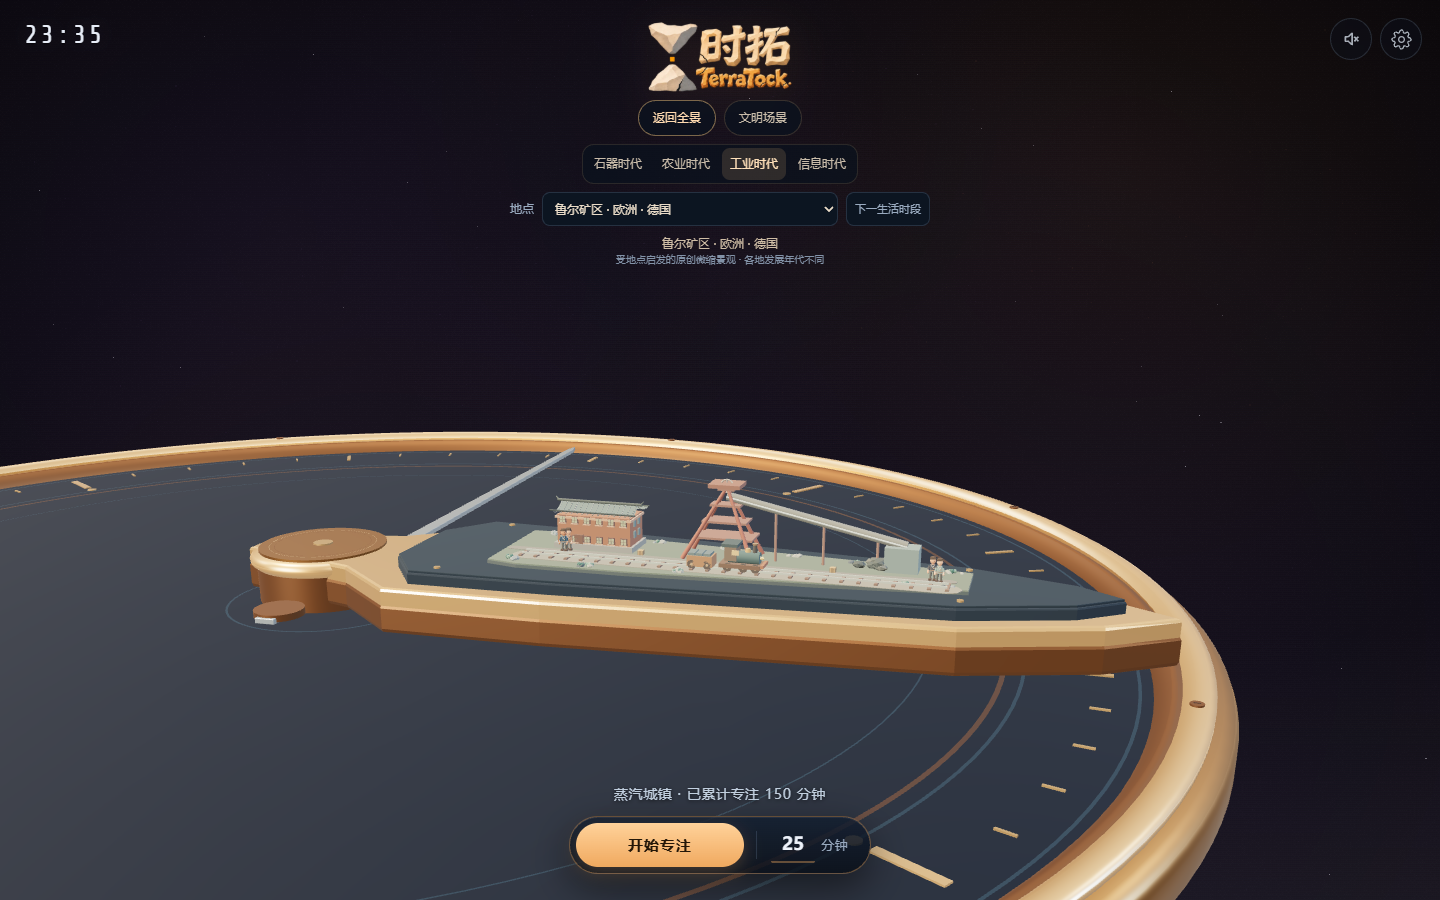 23:35
时拓
TerraTock
返回全景 文明场景
石器时代 农业时代 工业时代 信息时代
地点 鲁尔矿区 · 欧洲 · 德国 下一生活时段
鲁尔矿区 · 欧洲 · 德国
受地点启发的原创微缩景观 · 各地发展年代不同
蒸汽城镇 · 已累计专注 150 分钟
开始专注 25 分钟